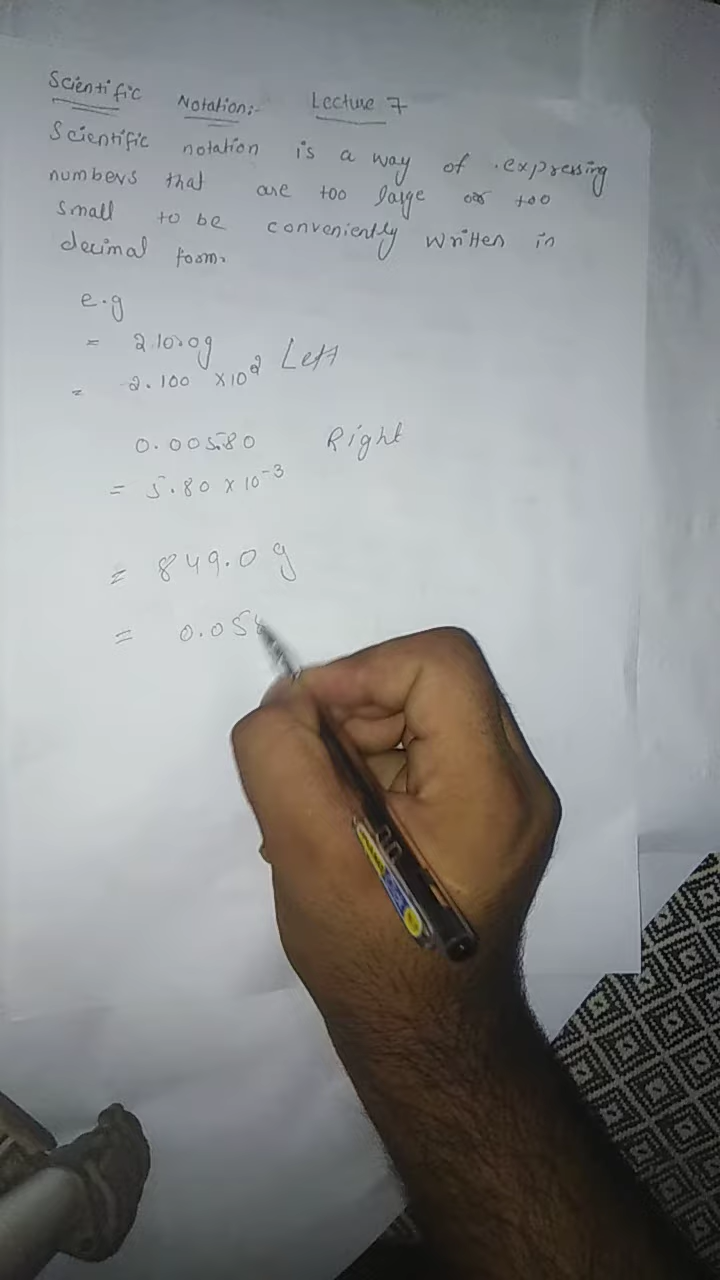 Scientific Notation:- Lecture 7
Scientific notation is a way of expressing
numbers that are too large or too
small to be conveniently written in
decimal form.
e.g
= 210.0g Left
= 2.100 x10²
0.00580 Right
= 5.80 x 10⁻³
= 849.0 g
= 0.05